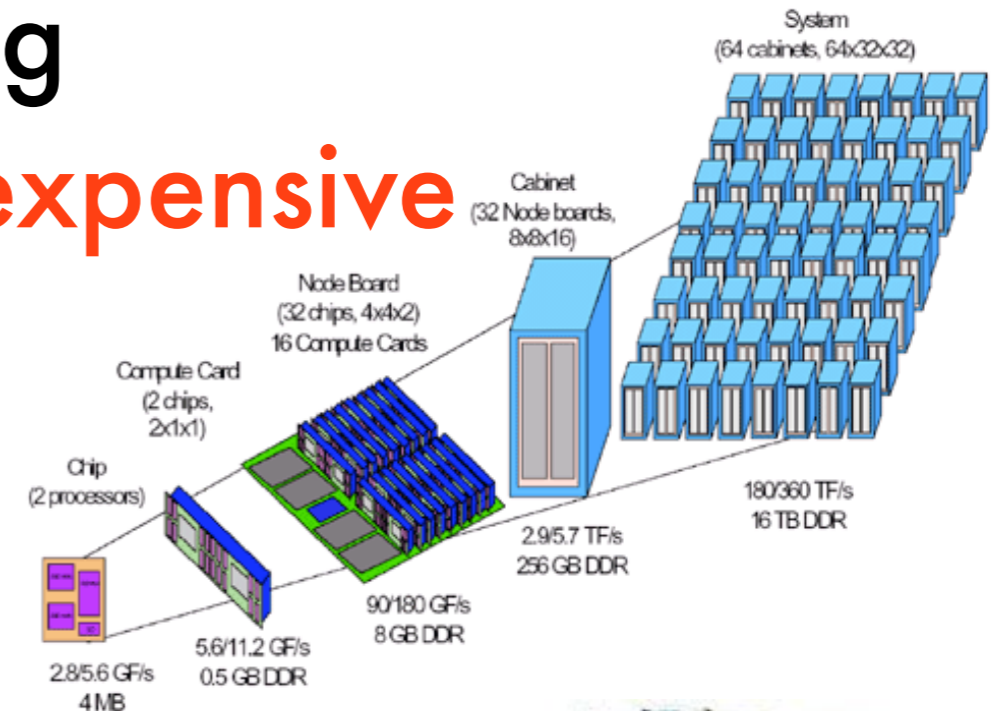 g
expensive
System
(64 cabinets, 64x32x32)
Cabinet
(32 Node boards,
8x8x16)
Node Board
(32 chips, 4x4x2)
16 Compute Cards
Compute Card
(2 chips,
2x1x1)
Chip
(2 processors)
180/360 TF/s
16 TB DDR
2.9/5.7 TF/s
256 GB DDR
90/180 GF/s
8 GB DDR
5.6/11.2 GF/s
0.5 GB DDR
2.8/5.6 GF/s
4 MB